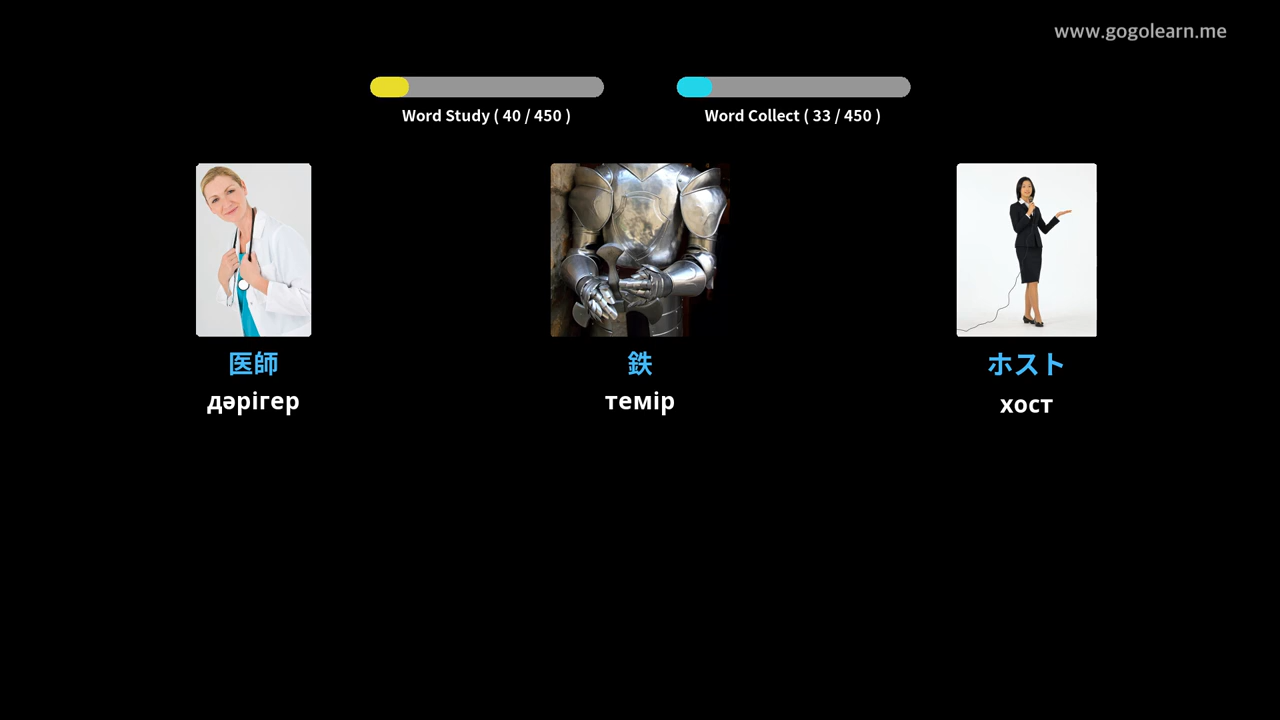 www.gogolearn.me
Word Study ( 40 / 450 )
Word Collect ( 33 / 450 )
医師
鉄
ホスト
дәрігер
темір
хост